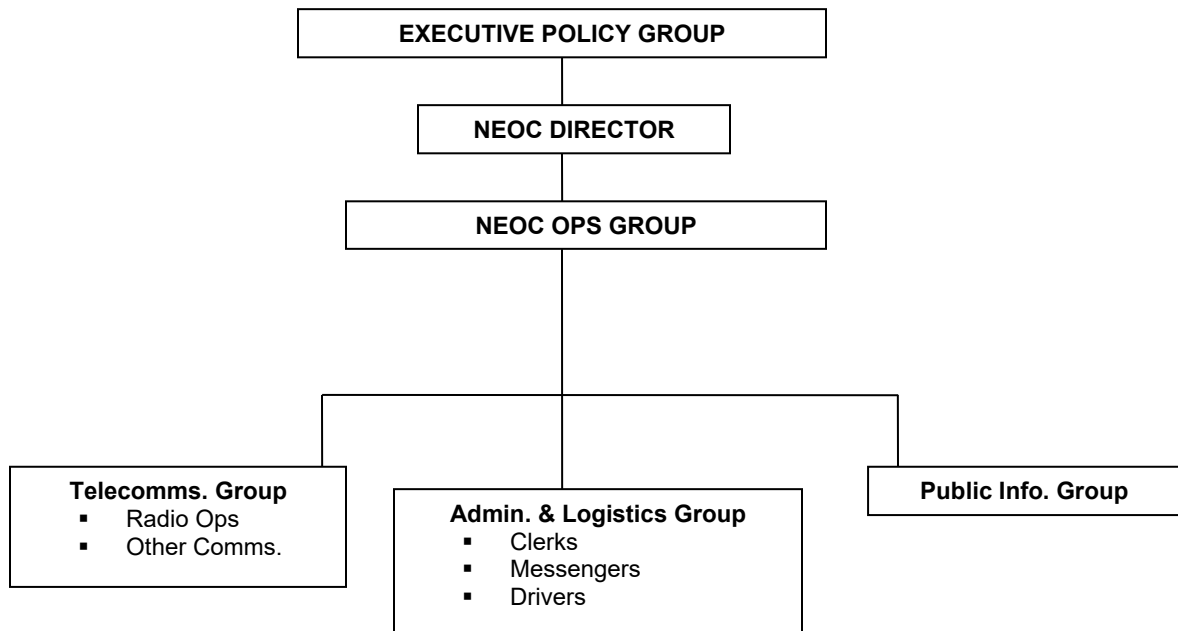 EXECUTIVE POLICY GROUP
NEOC DIRECTOR
NEOC OPS GROUP
Telecomms. Group
▪ Radio Ops
▪ Other Comms.
Admin. & Logistics Group
▪ Clerks
▪ Messengers
▪ Drivers
Public Info. Group